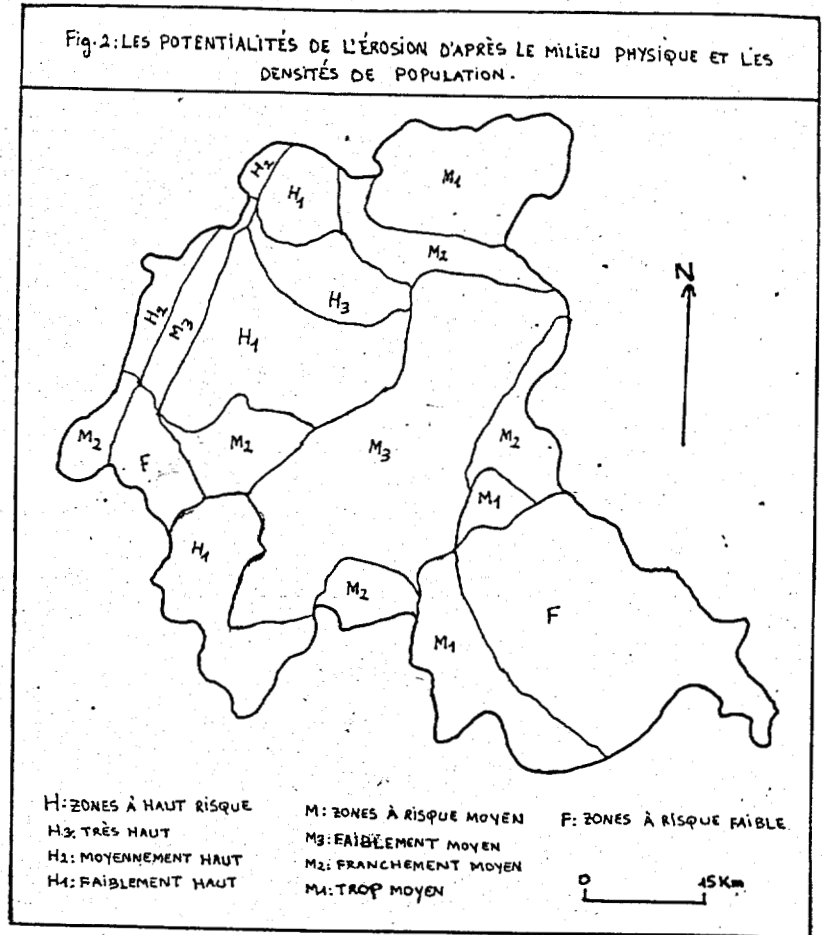 Fig.2: LES POTENTIALITÉS DE L'ÉROSION D'APRÈS LE MILIEU PHYSIQUE ET LES
DENSITÉS DE POPULATION.
H2
H1
M1
M2
H3
N
H2
M3
H1
M2
F
M2
M3
M2
M1
H1
M2
M1
F
H: ZONES À HAUT RISQUE
H3: TRÈS HAUT
H2: MOYENNEMENT HAUT
H1: FAIBLEMENT HAUT
M: ZONES À RISQUE MOYEN
M3: FAIBLEMENT MOYEN
M2: FRANCHEMENT MOYEN
M1: TROP MOYEN
F: ZONES À RISQUE FAIBLE
0 15Km